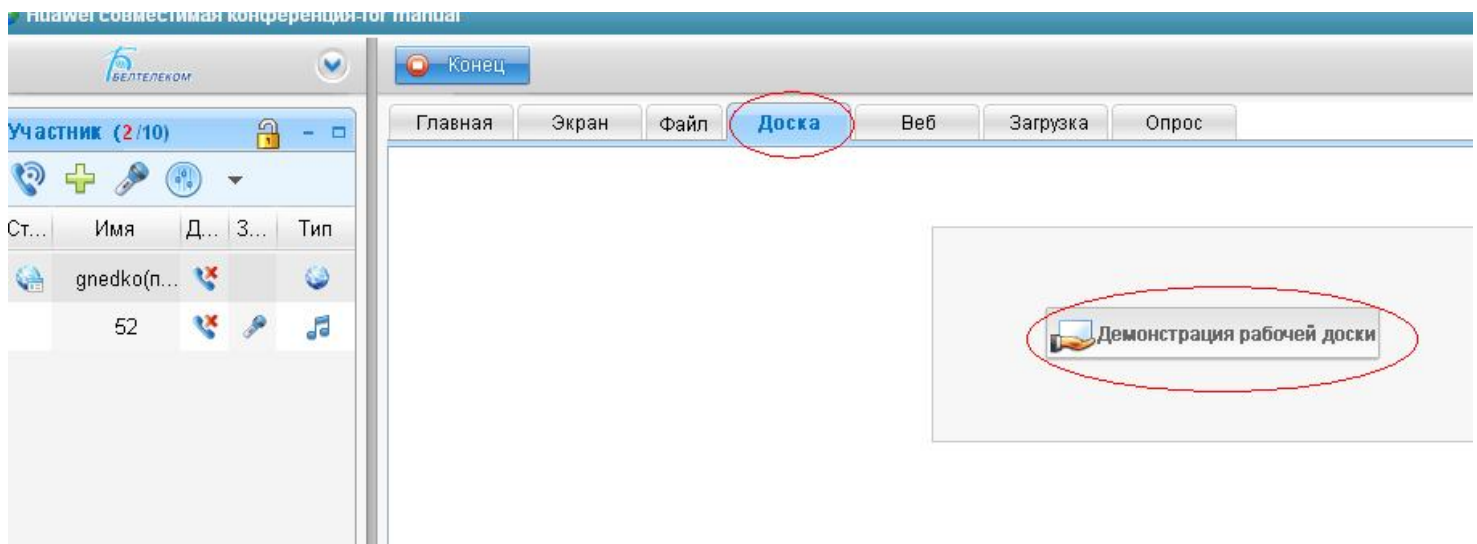 Huawei совместимая конференция-for manual
БЕЛТЕЛЕКОМ
Конец
Участник (2/10)
Главная Экран Файл Доска Веб Загрузка Опрос
Ст... Имя Д... З... Тип
gnedko(п...
52
Демонстрация рабочей доски